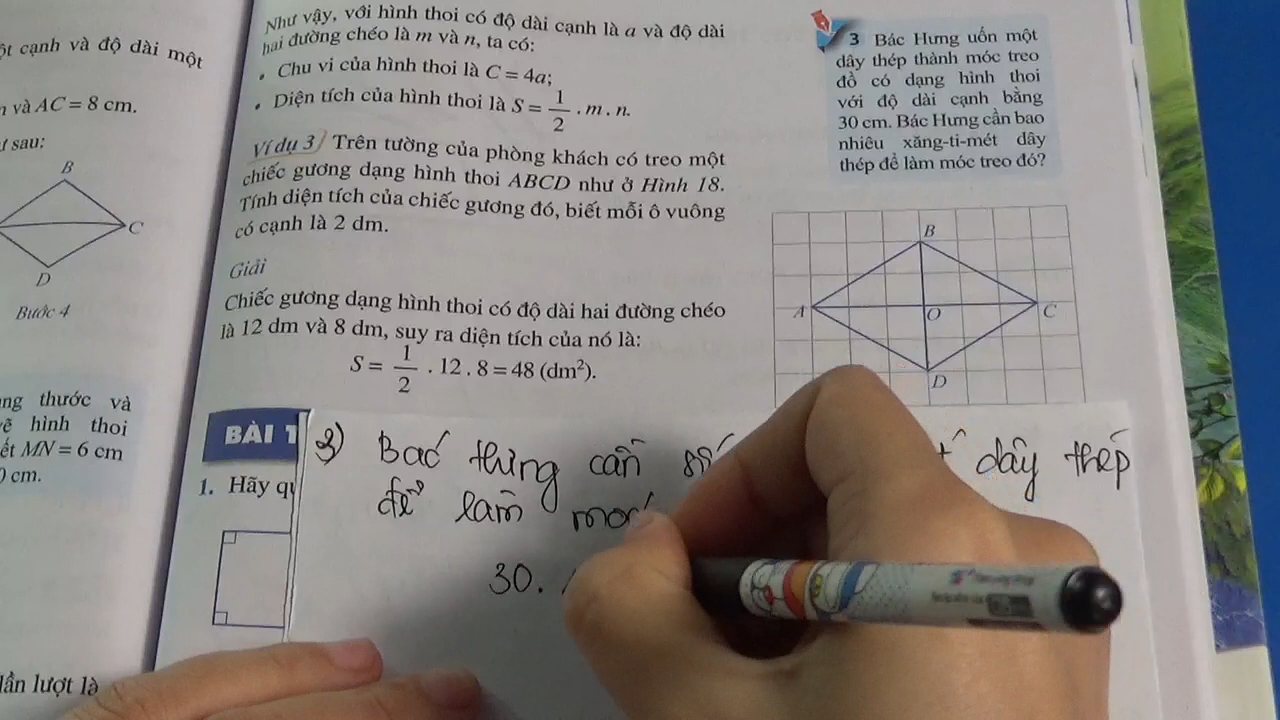 ột cạnh và độ dài một
và AC = 8 cm.
sau:
B
C
D
Bước 4
ng thước và
vẽ hình thoi
ết MN = 6 cm
0 cm.
lần lượt là
Như vậy, với hình thoi có độ dài cạnh là a và độ dài
hai đường chéo là m và n, ta có:
• Chu vi của hình thoi là C = 4a;
• Diện tích của hình thoi là S = 1/2 . m . n.
Ví dụ 3 Trên tường của phòng khách có treo một
chiếc gương dạng hình thoi ABCD như ở Hình 18.
Tính diện tích của chiếc gương đó, biết mỗi ô vuông
có cạnh là 2 dm.
Giải
Chiếc gương dạng hình thoi có độ dài hai đường chéo
là 12 dm và 8 dm, suy ra diện tích của nó là:
S = 1/2 . 12 . 8 = 48 (dm²).
3 Bác Hưng uốn một
dây thép thành móc treo
đồ có dạng hình thoi
với độ dài cạnh bằng
30 cm. Bác Hưng cần bao
nhiêu xăng-ti-mét dây
thép để làm móc treo đó?
B
A O C
D
BÀI T
1. Hãy qu
3) Bác Hưng cần số dây thép
để làm móc
30.